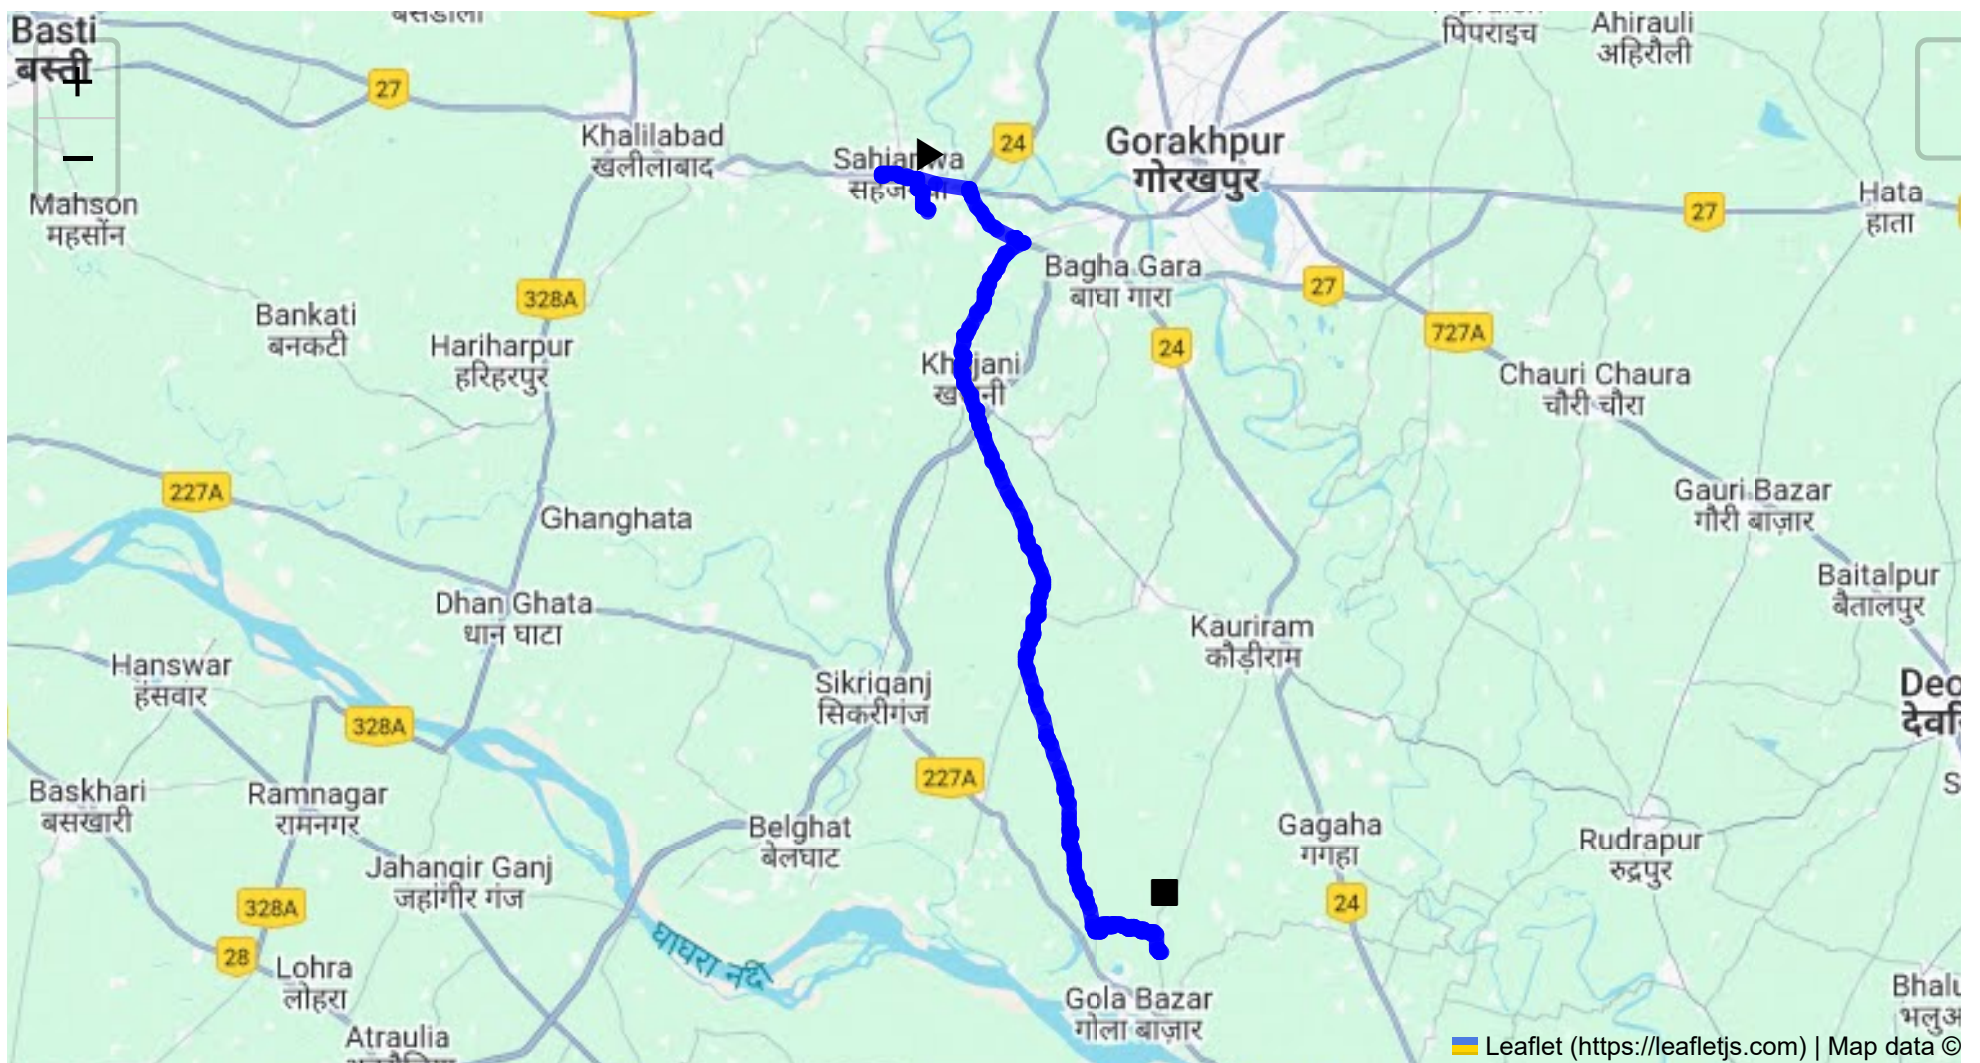 Basti
बस्ती
+
−
27
Khalilabad
खलीलाबाद
24
Gorakhpur
गोरखपुर
पिपराइच
Ahirauli
अहिरौली
Mahson
महसोंन
27
Hata
हाता
328A
Bagha Gara
बाघा गारा
27
Bankati
बनकटी
Hariharpur
हरिहरपुर
24
727A
Chauri Chaura
चौरी चौरा
227A
Ghanghata
Gauri Bazar
गौरी बाज़ार
Dhan Ghata
धान घाटा
Baitalpur
बैतालपुर
Kauriram
कौड़ीराम
Hanswar
हंसवार
Sikriganj
सिकरीगंज
328A
227A
Baskhari
बसखारी
Ramnagar
रामनगर
Belghat
बेलघाट
Gagaha
गगहा
Rudrapur
रुद्रपुर
Jahangir Ganj
जहांगीर गंज
328A
24
28
घाघरा नदी
Lohra
लोहरा
Gola Bazar
गोला बाज़ार
Atraulia
Leaflet (https://leafletjs.com) | Map data ©